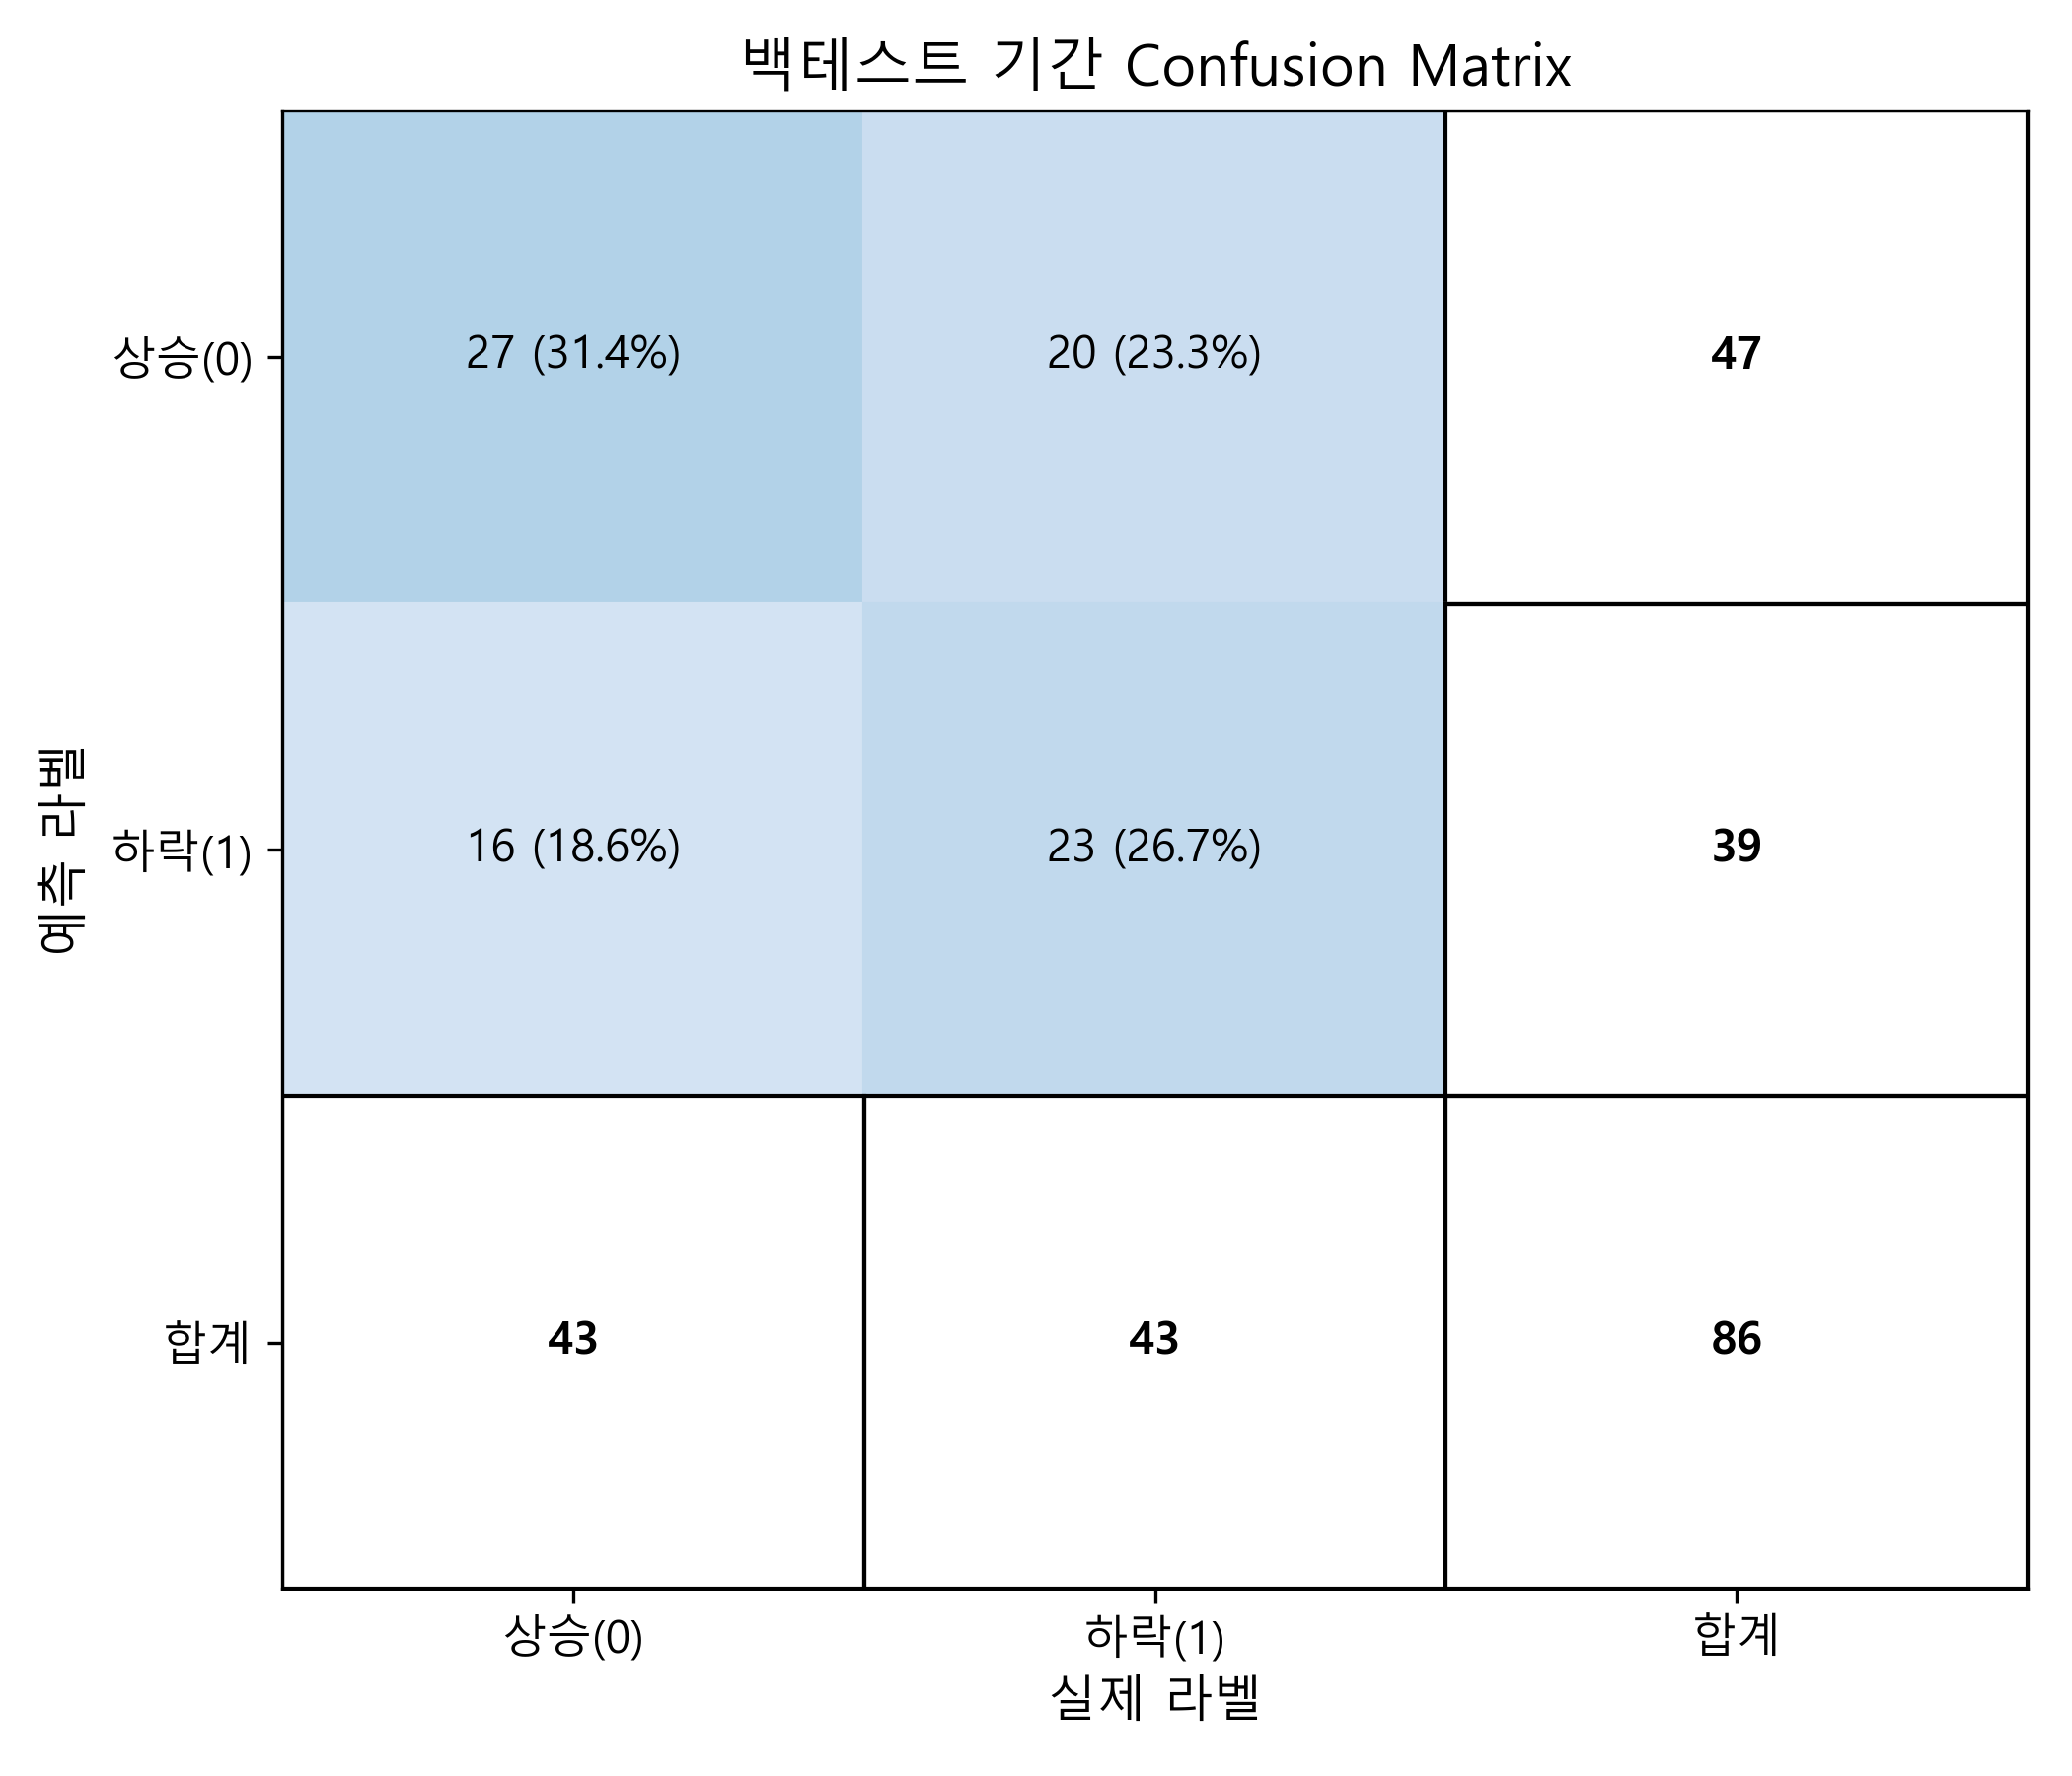 백테스트 기간 Confusion Matrix
예측 라벨
상승(0) 27 (31.4%) 20 (23.3%) 47
하락(1) 16 (18.6%) 23 (26.7%) 39
합계 43 43 86
상승(0) 하락(1) 합계
실제 라벨